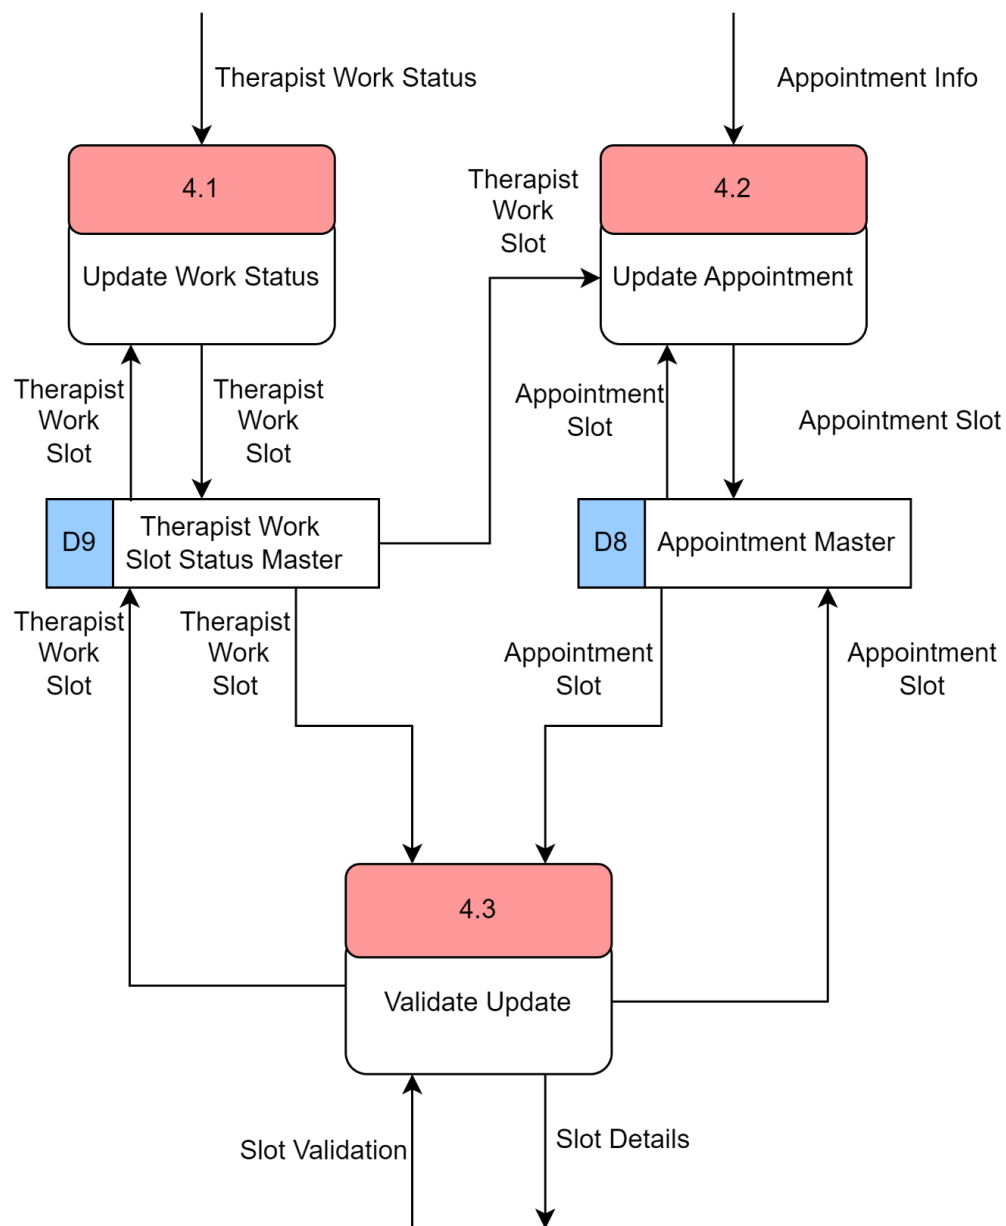 Therapist Work Status
Appointment Info
4.1
Update Work Status
Therapist
Work
Slot
4.2
Update Appointment
Therapist
Work
Slot
Therapist
Work
Slot
Appointment
Slot
Appointment Slot
D9
Therapist Work
Slot Status Master
D8
Appointment Master
Therapist
Work
Slot
Therapist
Work
Slot
Appointment
Slot
Appointment
Slot
4.3
Validate Update
Slot Validation
Slot Details